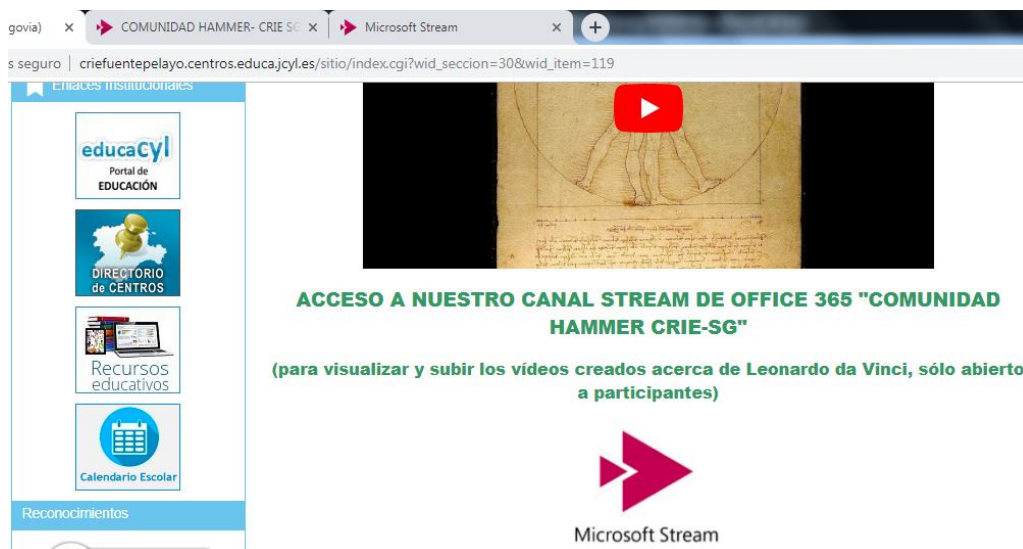 govia)
COMUNIDAD HAMMER- CRIE SG
Microsoft Stream
s seguro | criefuentepelayo.centros.educa.jcyl.es/sitio/index.cgi?wid_seccion=30&wid_item=119
Enlaces Institucionales
educacyl
Portal de
EDUCACIÓN
DIRECTORIO
de CENTROS
Recursos
educativos
Calendario Escolar
Reconocimientos
ACCESO A NUESTRO CANAL STREAM DE OFFICE 365 "COMUNIDAD
HAMMER CRIE-SG"
(para visualizar y subir los vídeos creados acerca de Leonardo da Vinci, sólo abierto
a participantes)
Microsoft Stream